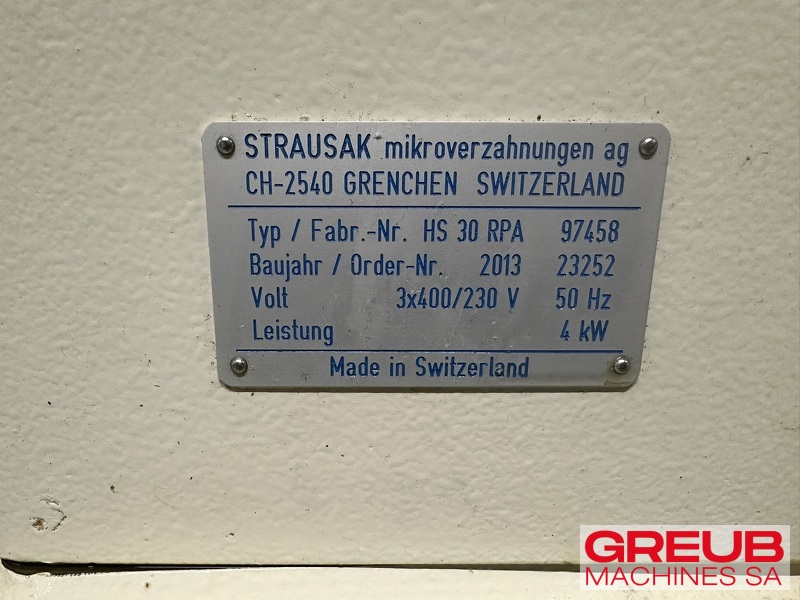 STRAUSAK mikroverzahnungen ag
CH-2540 GRENCHEN SWITZERLAND
Typ / Fabr.-Nr. HS 30 RPA 97458
Baujahr / Order-Nr. 2013 23252
Volt 3x400/230 V 50 Hz
Leistung 4 kW
Made in Switzerland
GREUB
MACHINES SA